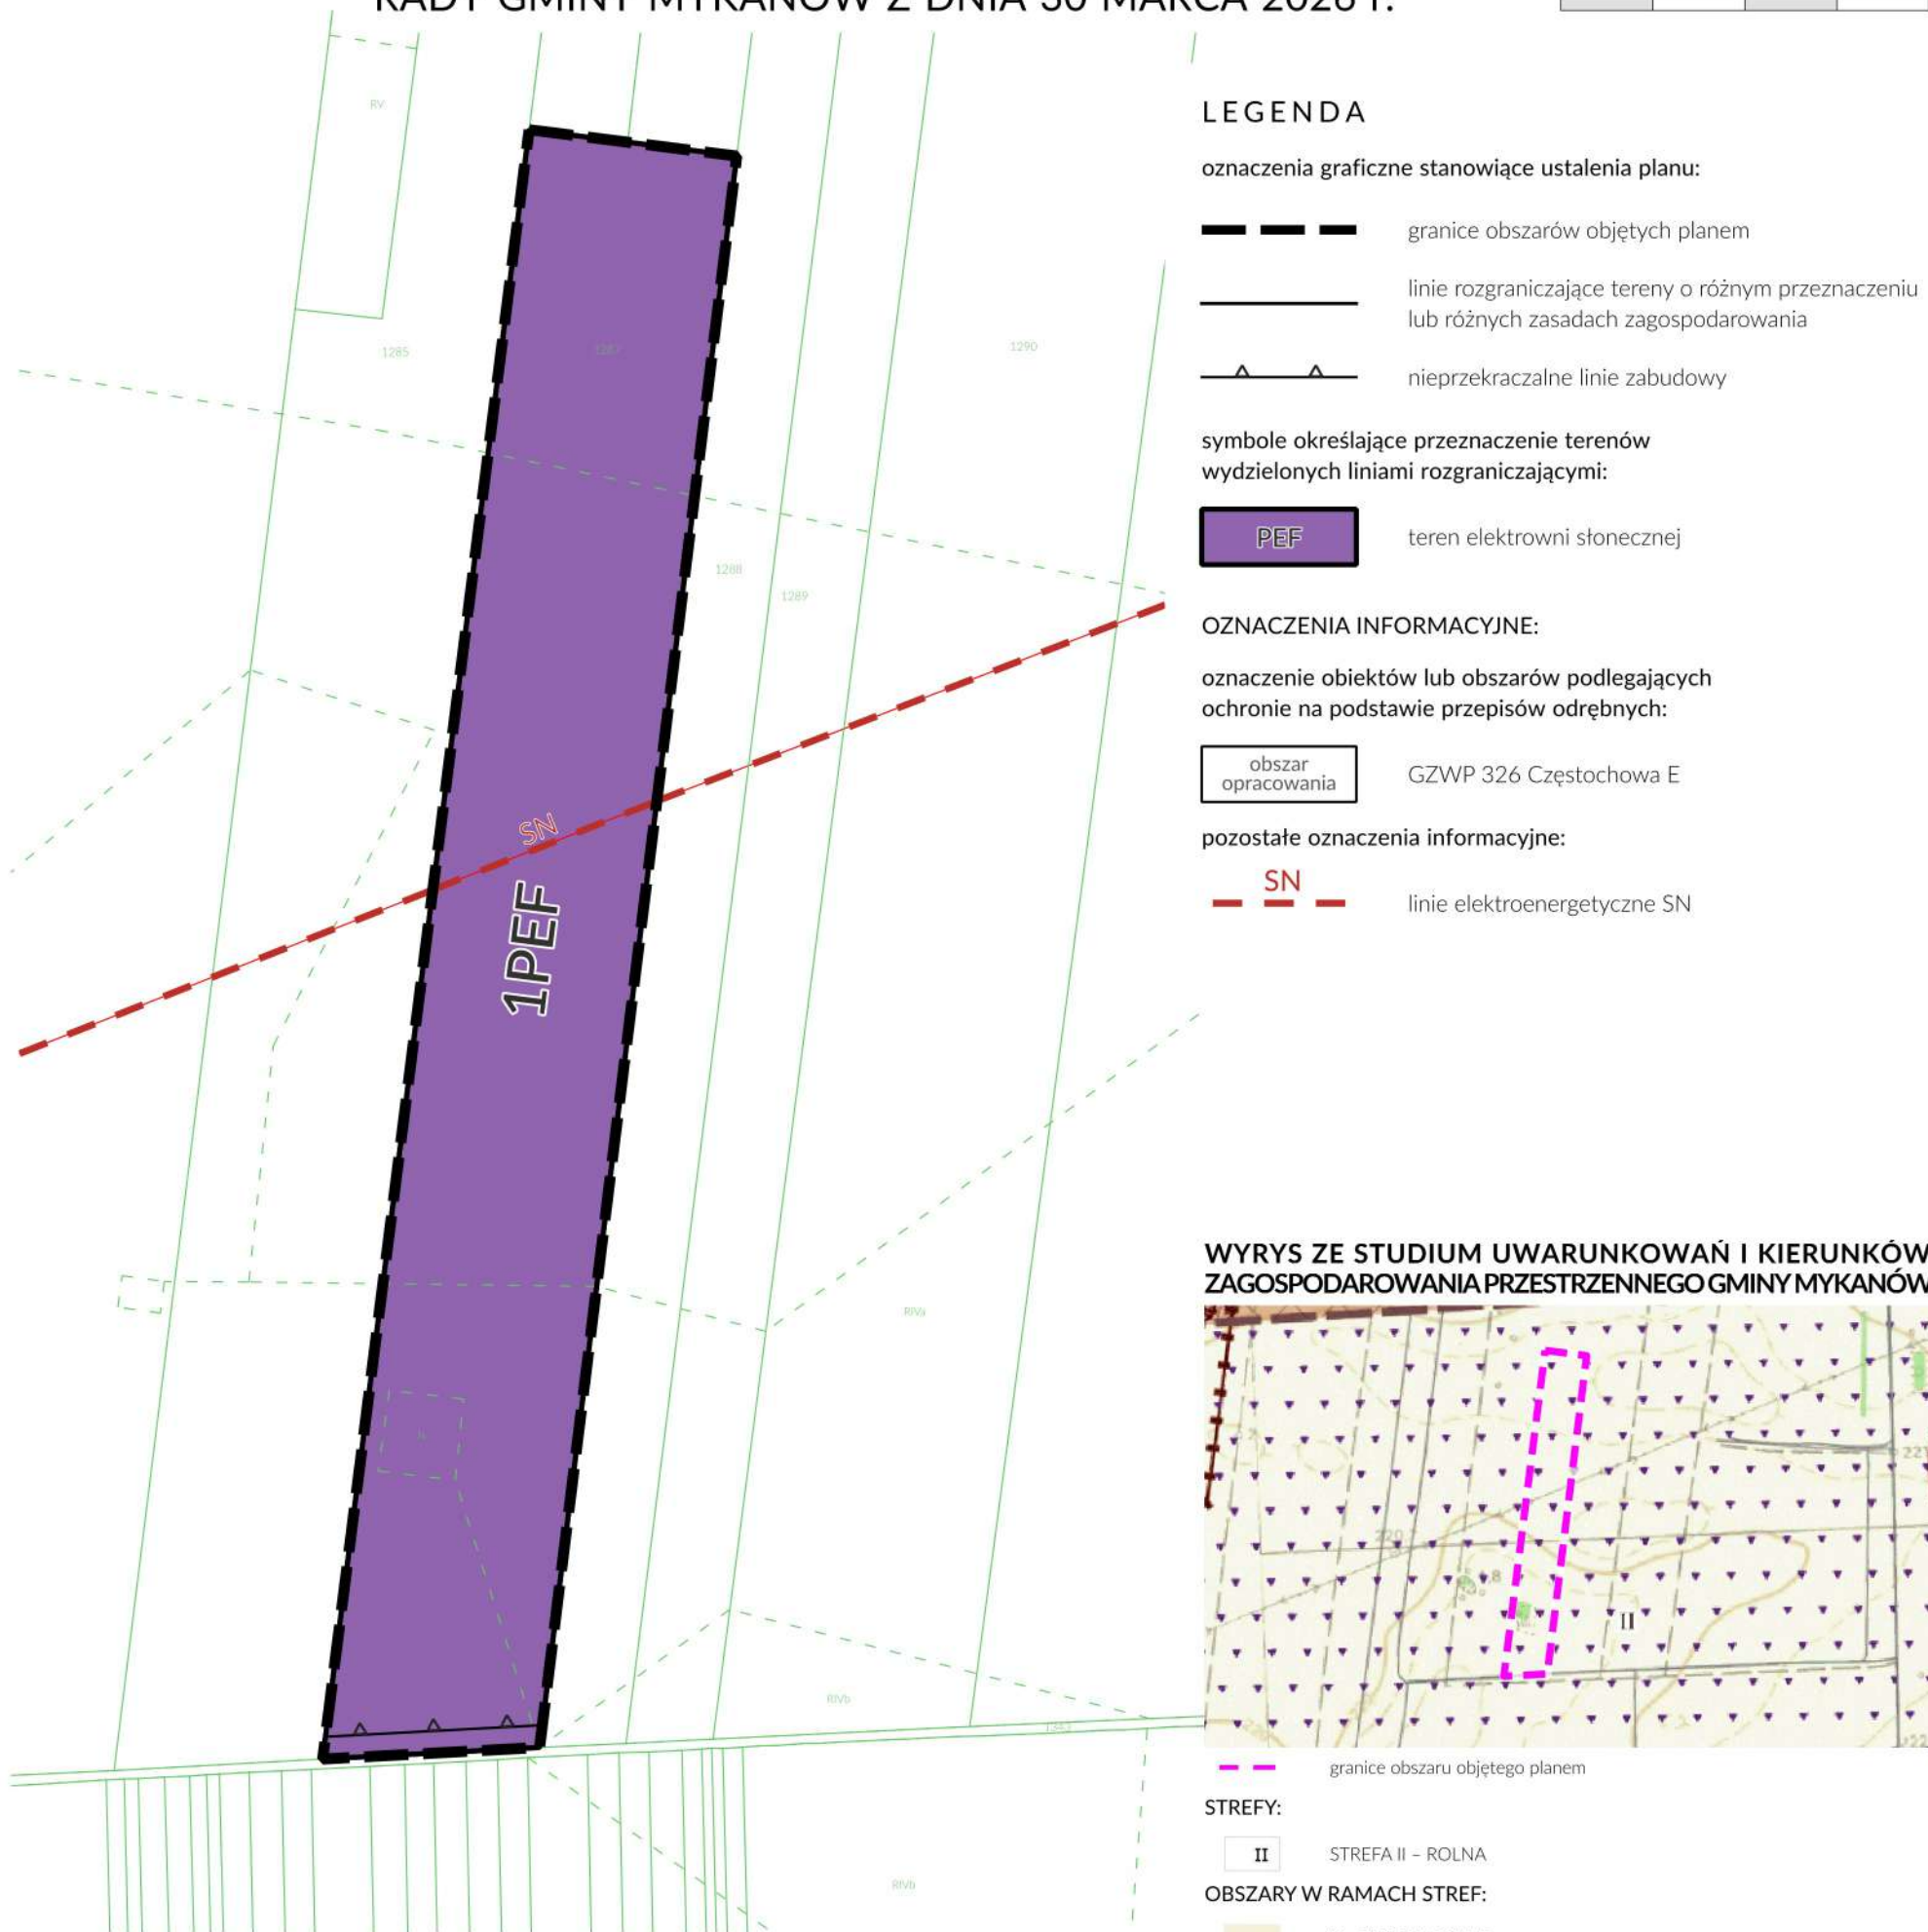 RADY GMINY MYKANÓW Z DNIA 30 MARCA 2026 r.
RV
1285
1287
1290
1288
1289
SN
1PEF
RIVa
RIVb
1343
RIVb
LEGENDA
oznaczenia graficzne stanowiące ustalenia planu:
granice obszarów objętych planem
linie rozgraniczające tereny o różnym przeznaczeniu
lub różnych zasadach zagospodarowania
nieprzekraczalne linie zabudowy
symbole określające przeznaczenie terenów
wydzielonych liniami rozgraniczającymi:
PEF
teren elektrowni słonecznej
OZNACZENIA INFORMACYJNE:
oznaczenie obiektów lub obszarów podlegających
ochronie na podstawie przepisów odrębnych:
obszar
opracowania
GZWP 326 Częstochowa E
pozostałe oznaczenia informacyjne:
SN
linie elektroenergetyczne SN
WYRYS ZE STUDIUM UWARUNKOWAŃ I KIERUNKÓW
ZAGOSPODAROWANIA PRZESTRZENNEGO GMINY MYKANÓW
II
granice obszaru objętego planem
STREFY:
II
STREFA II – ROLNA
OBSZARY W RAMACH STREF: